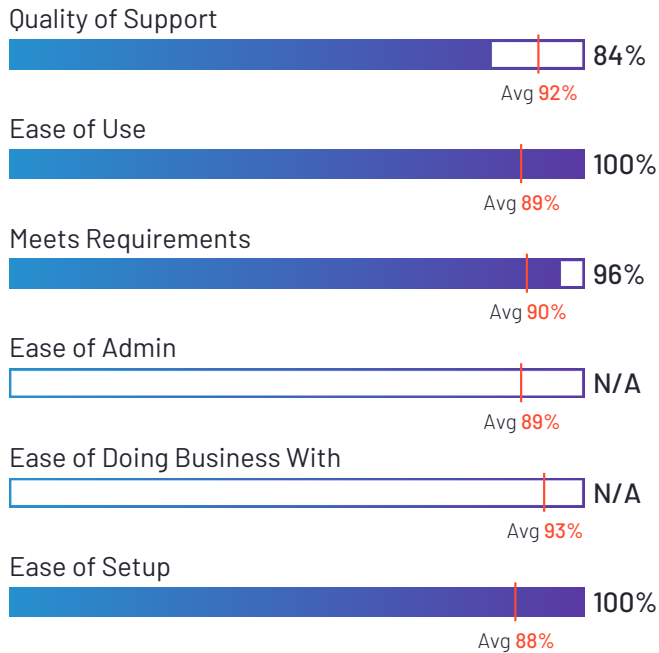 Quality of Support
84%
Avg 92%
Ease of Use
100%
Avg 89%
Meets Requirements
96%
Avg 90%
Ease of Admin
N/A
Avg 89%
Ease of Doing Business With
N/A
Avg 93%
Ease of Setup
100%
Avg 88%